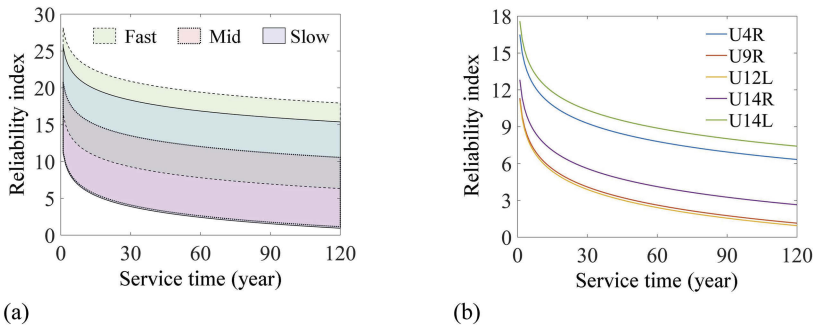 30
25
20
15
10
5
0
Reliability index
Fast Mid Slow
0 30 60 90 120
Service time (year)
(a)
18
15
12
9
6
3
0
Reliability index
U4R
U9R
U12L
U14R
U14L
0 30 60 90 120
Service time (year)
(b)